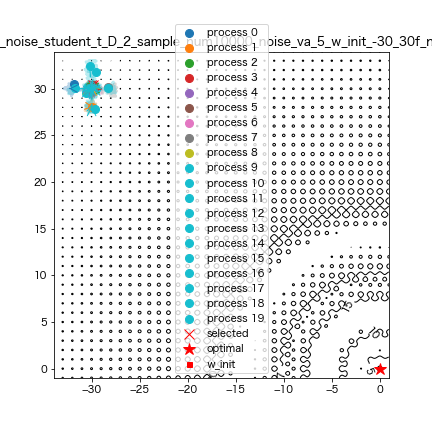 _noise_student_t_D_2_sample_num10000_noise_va_5_w_init_-30_30f_n
process 0
process 1
process 2
process 3
process 4
process 5
process 6
process 7
process 8
process 9
process 10
process 11
process 12
process 13
process 14
process 15
process 16
process 17
process 18
process 19
selected
optimal
w_init
30
25
20
15
10
5
0
−30
−25
−20
−15
−10
−5
0